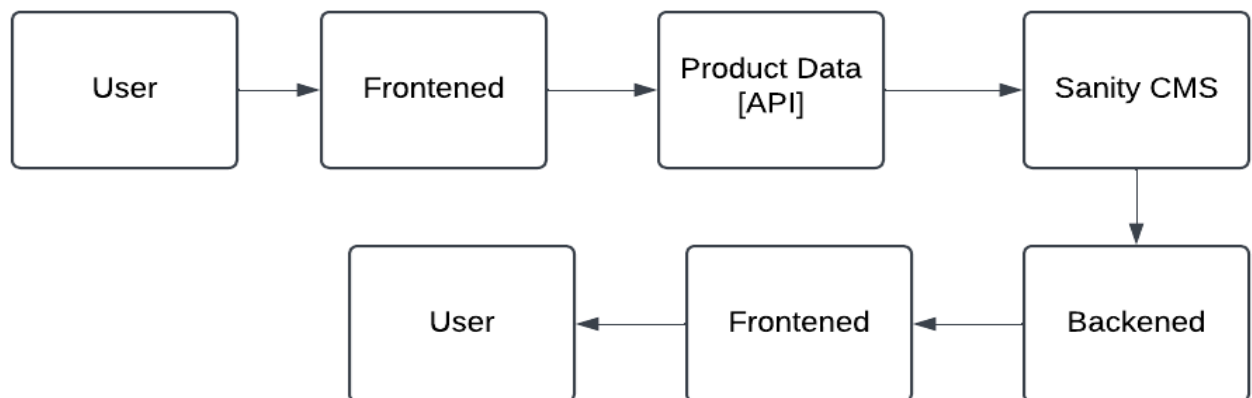 User
Frontened
Product Data
[API]
Sanity CMS
User
Frontened
Backened